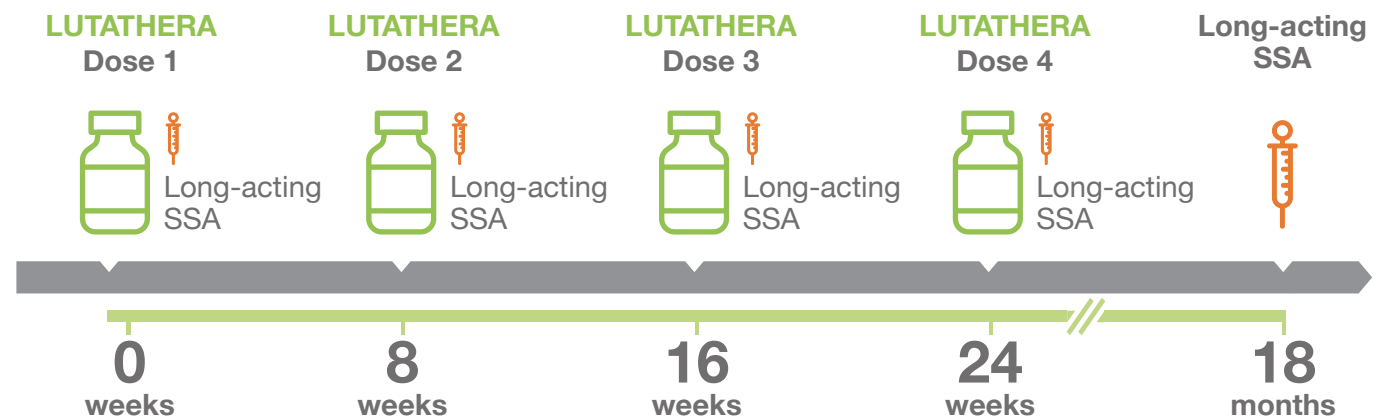 LUTATHERA
Dose 1
LUTATHERA
Dose 2
LUTATHERA
Dose 3
LUTATHERA
Dose 4
Long-acting
SSA
Long-acting
SSA
Long-acting
SSA
Long-acting
SSA
Long-acting
SSA
0
weeks
8
weeks
16
weeks
24
weeks
18
months